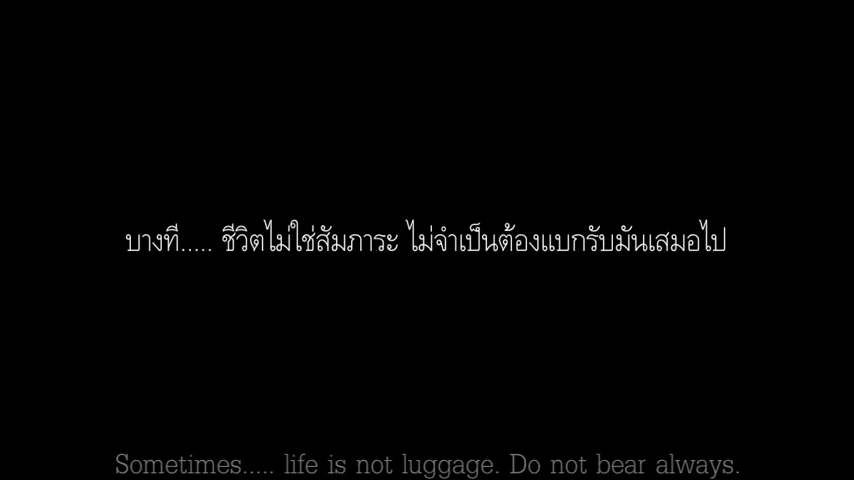 บางที..... ชีวิตไม่ใช่สัมภาระ ไม่จำเป็นต้องแบกรับมันเสมอไป
Sometimes..... life is not luggage. Do not bear always.